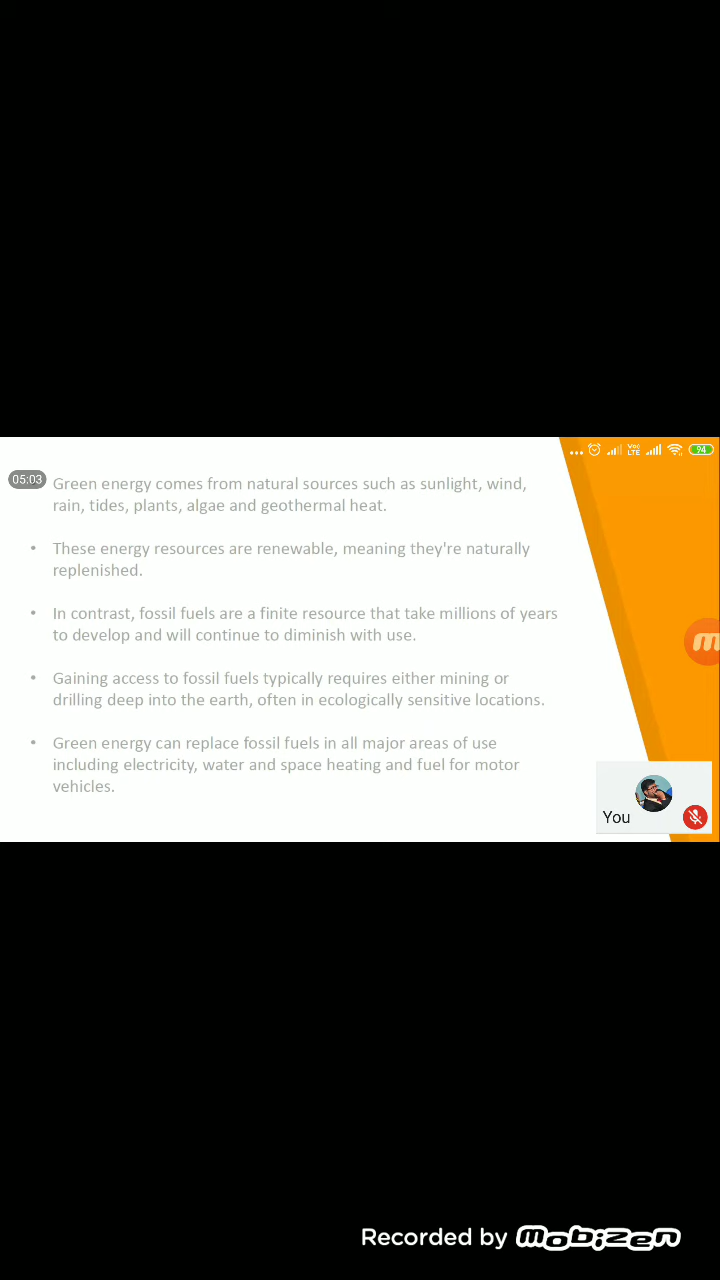 94
05:03
Green energy comes from natural sources such as sunlight, wind,
rain, tides, plants, algae and geothermal heat.
• These energy resources are renewable, meaning they're naturally
replenished.
• In contrast, fossil fuels are a finite resource that take millions of years
to develop and will continue to diminish with use.
• Gaining access to fossil fuels typically requires either mining or
drilling deep into the earth, often in ecologically sensitive locations.
• Green energy can replace fossil fuels in all major areas of use
including electricity, water and space heating and fuel for motor
vehicles.
You
Recorded by mobizen